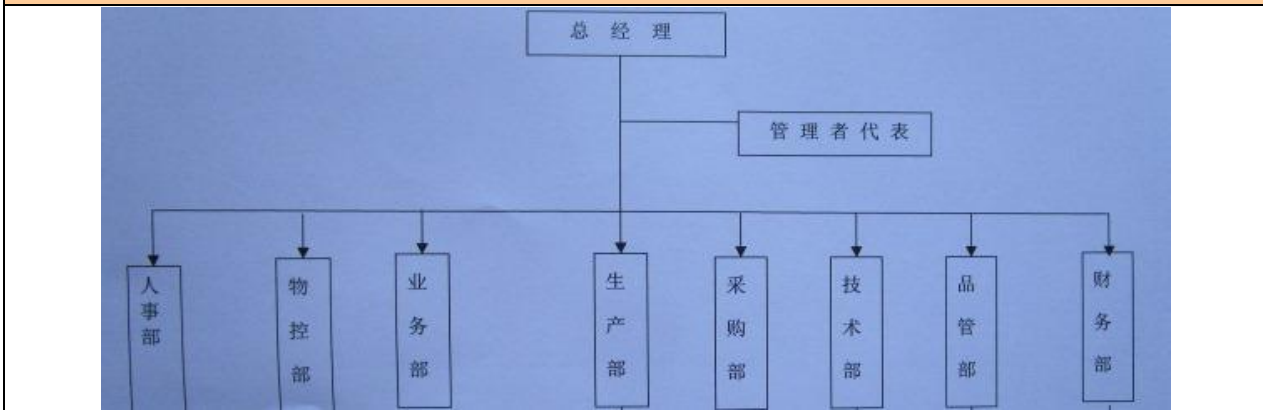 总经理
管理者代表
人事部
物控部
业务部
生产部
采购部
技术部
品管部
财务部